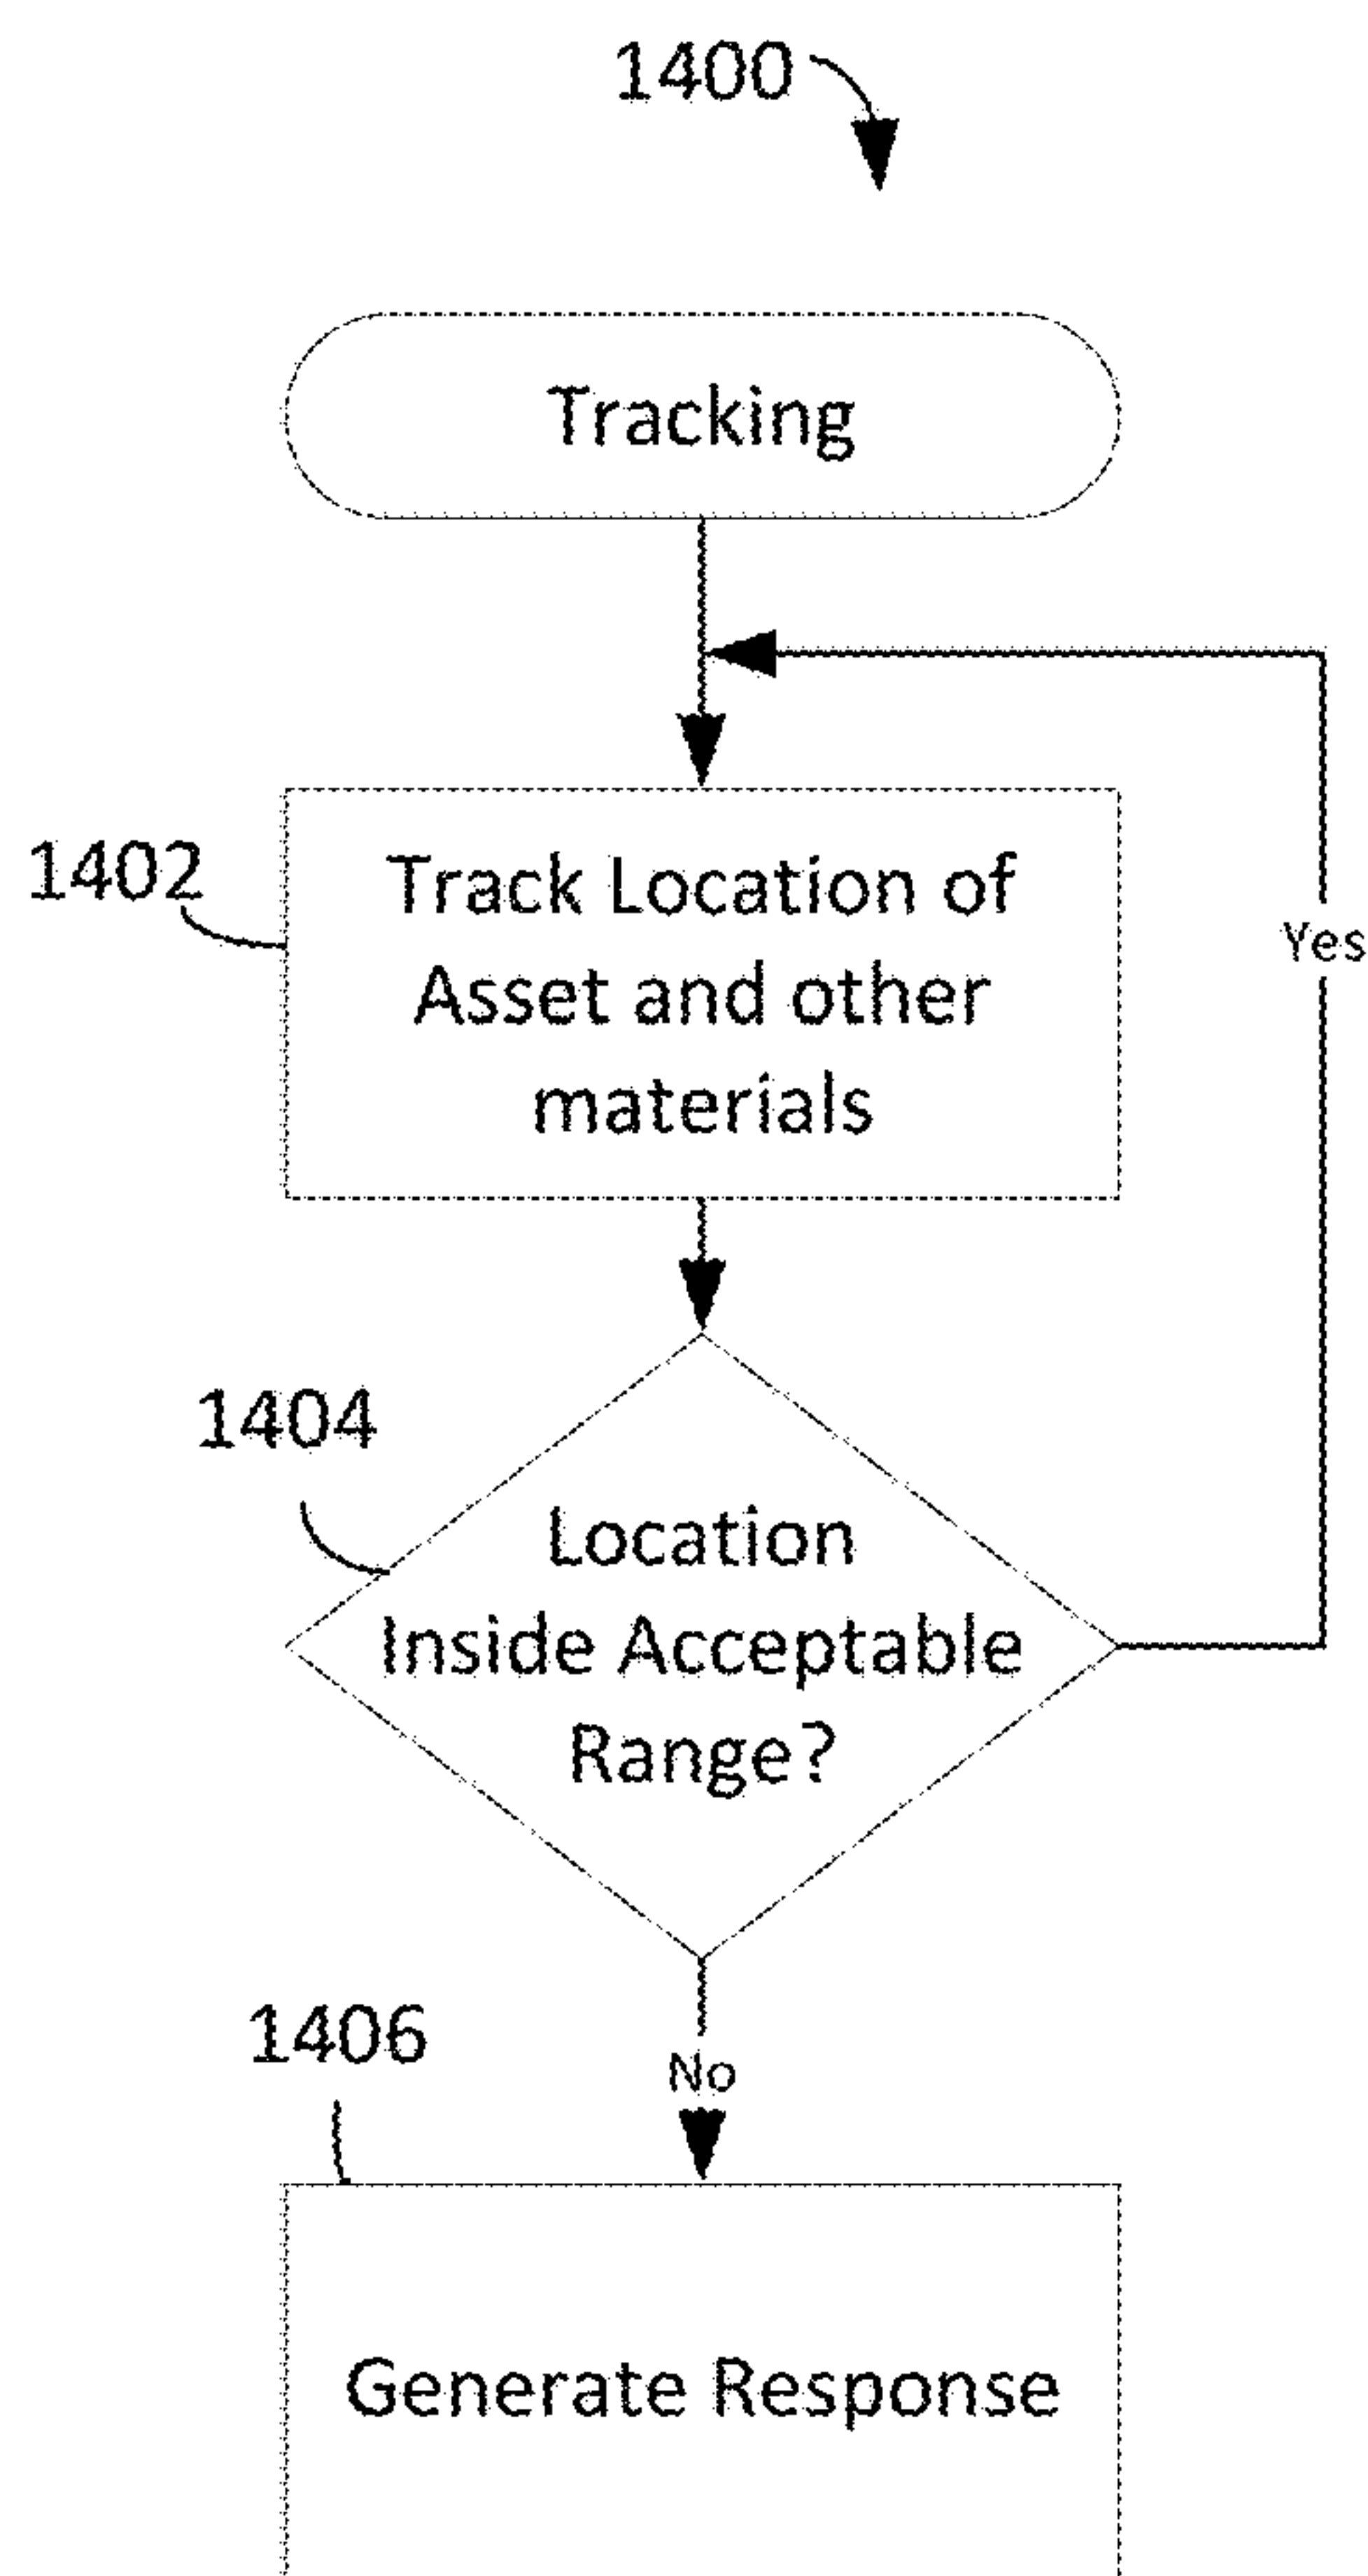 1400
Tracking
1402
Track Location of
Asset and other
materials
Yes
1404
Location
Inside Acceptable
Range?
1406
No
Generate Response